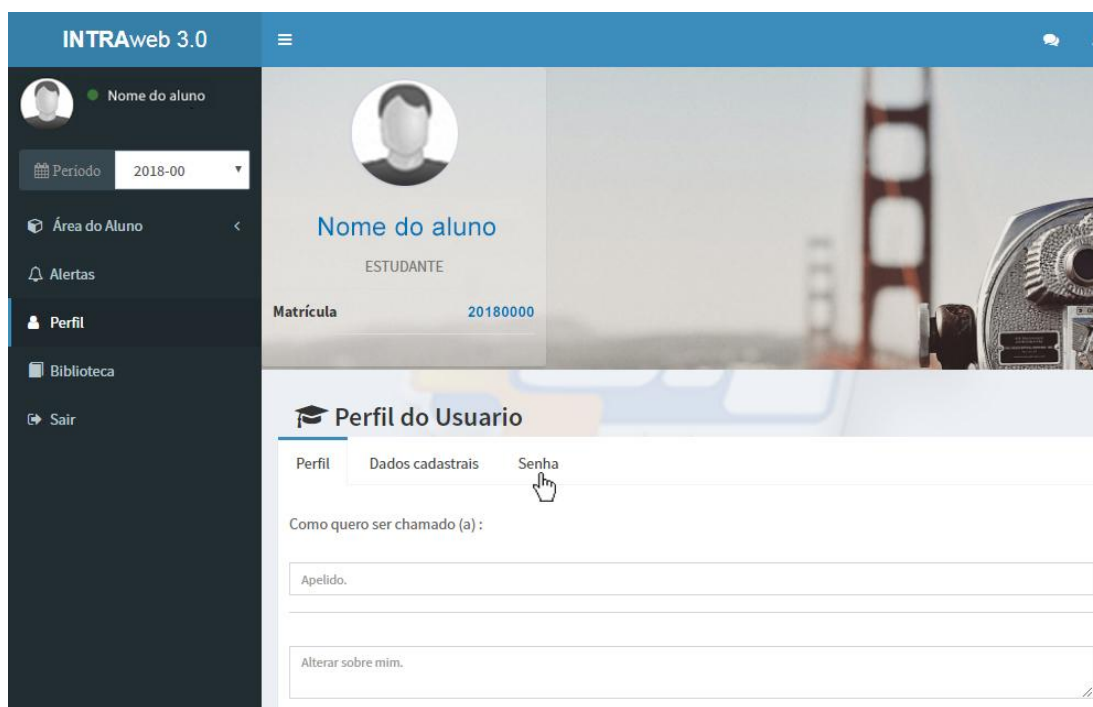 INTRAweb 3.0
Nome do aluno
Período 2018-00
Área do Aluno
Alertas
Perfil
Biblioteca
Sair
Nome do aluno
ESTUDANTE
Matrícula 20180000
Perfil do Usuario
Perfil Dados cadastrais Senha
Como quero ser chamado (a) :
Apelido.
Alterar sobre mim.